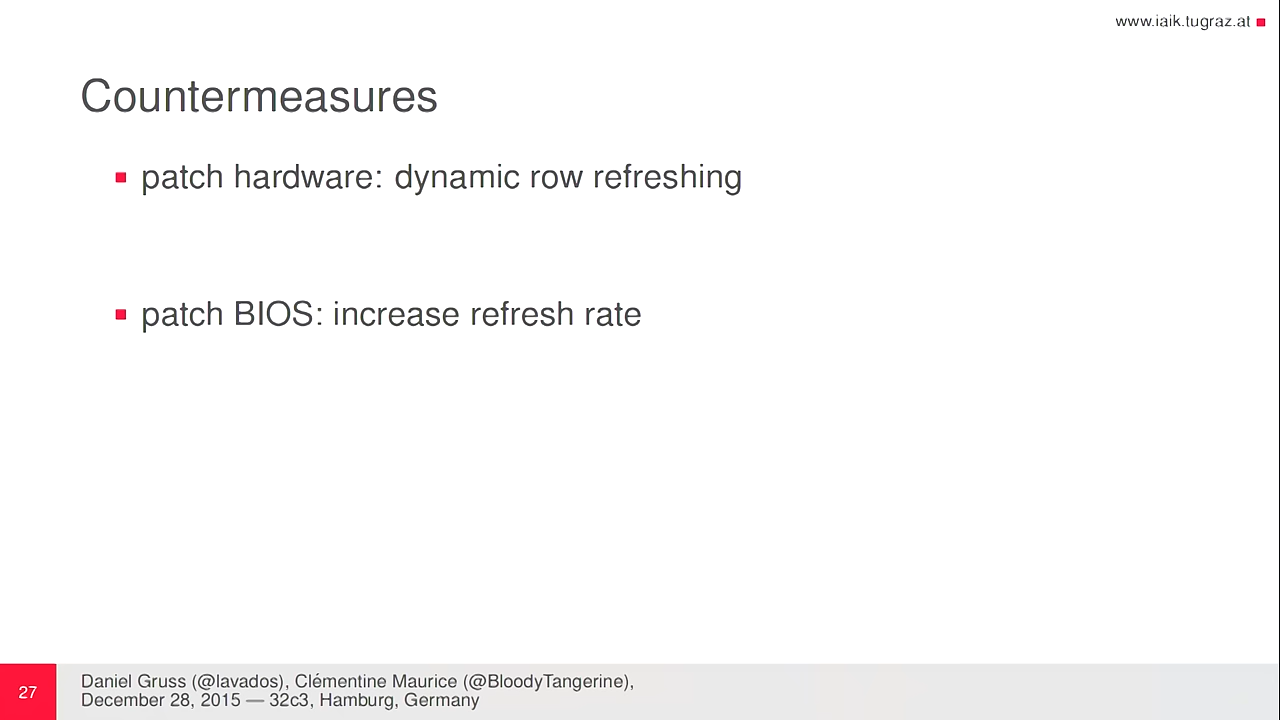 www.iaik.tugraz.at
Countermeasures
patch hardware: dynamic row refreshing
patch BIOS: increase refresh rate
27
Daniel Gruss (@lavados), Clémentine Maurice (@BloodyTangerine),
December 28, 2015 — 32c3, Hamburg, Germany